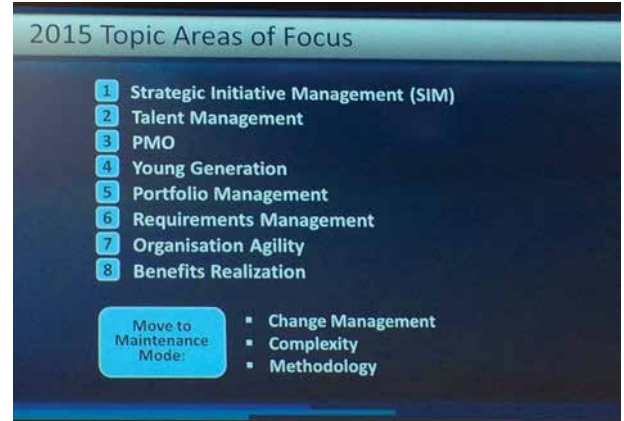 2015 Topic Areas of Focus
1 Strategic Initiative Management (SIM)
2 Talent Management
3 PMO
4 Young Generation
5 Portfolio Management
6 Requirements Management
7 Organisation Agility
8 Benefits Realization
Move to
Maintenance
Mode:
▪ Change Management
▪ Complexity
▪ Methodology